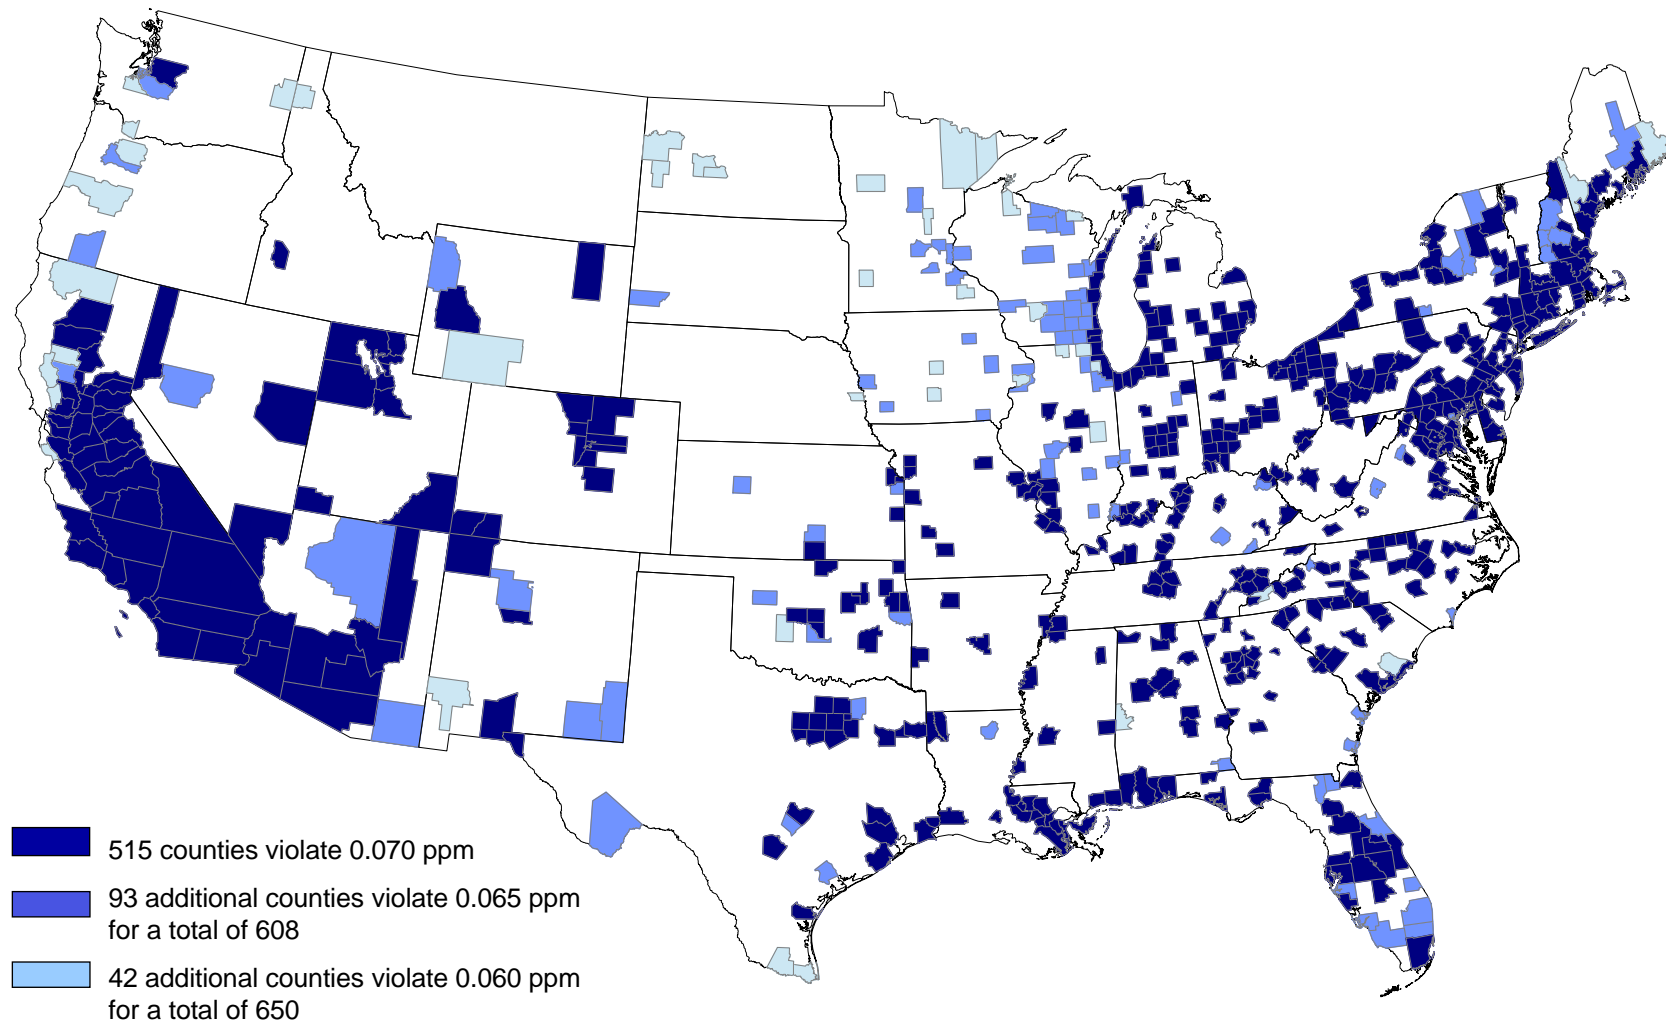 515 counties violate 0.070 ppm
93 additional counties violate 0.065 ppm
for a total of 608
42 additional counties violate 0.060 ppm
for a total of 650